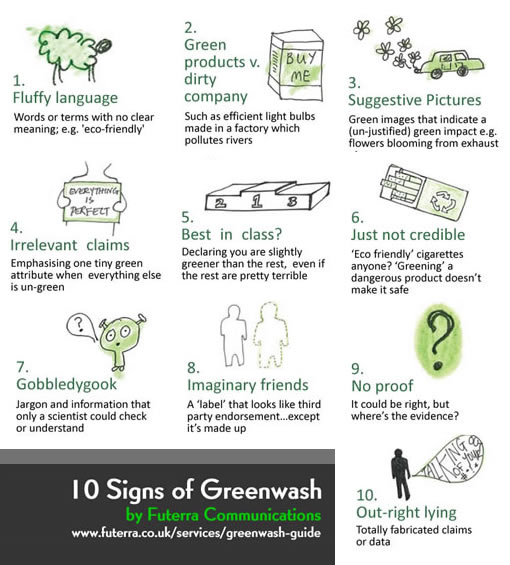 1.
Fluffy language
Words or terms with no clear
meaning; e.g. 'eco-friendly'
2.
Green
products v.
dirty
company
BUY
ME
Such as efficient light bulbs
made in a factory which
pollutes rivers
3.
Suggestive Pictures
Green images that indicate a
(un-justified) green impact e.g.
flowers blooming from exhaust
EVERYTHING
IS
PERFECT
4.
Irrelevant claims
Emphasising one tiny green
attribute when everything else
is un-green
2 1 3
5.
Best in class?
Declaring you are slightly
greener than the rest, even if
the rest are pretty terrible
6.
Just not credible
‘Eco friendly’ cigarettes
anyone? ‘Greening’ a
dangerous product doesn’t
make it safe
?
7.
Gobbledygook
Jargon and information that
only a scientist could check
or understand
8.
Imaginary friends
A ‘label’ that looks like third
party endorsement…except
it’s made up
?
9.
No proof
It could be right, but
where’s the evidence?
10 Signs of Greenwash
by Futerra Communications
www.futerra.co.uk/services/greenwash-guide
TALKING
OUT
OF YOUR
10.
Out-right lying
Totally fabricated claims
or data